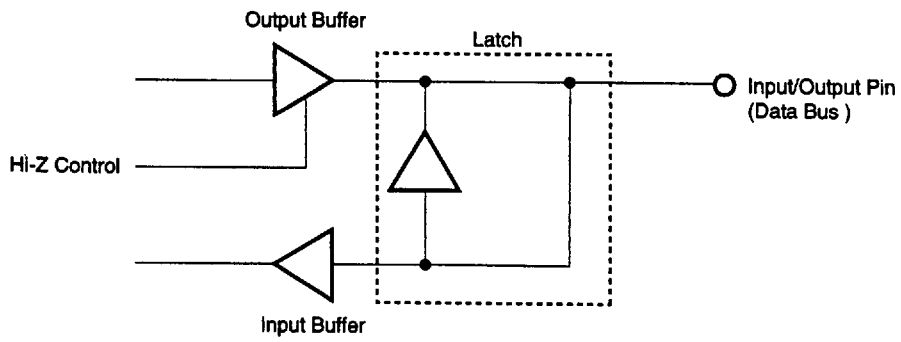 Output Buffer
Latch
Input/Output Pin
(Data Bus )
Hi-Z Control
Input Buffer